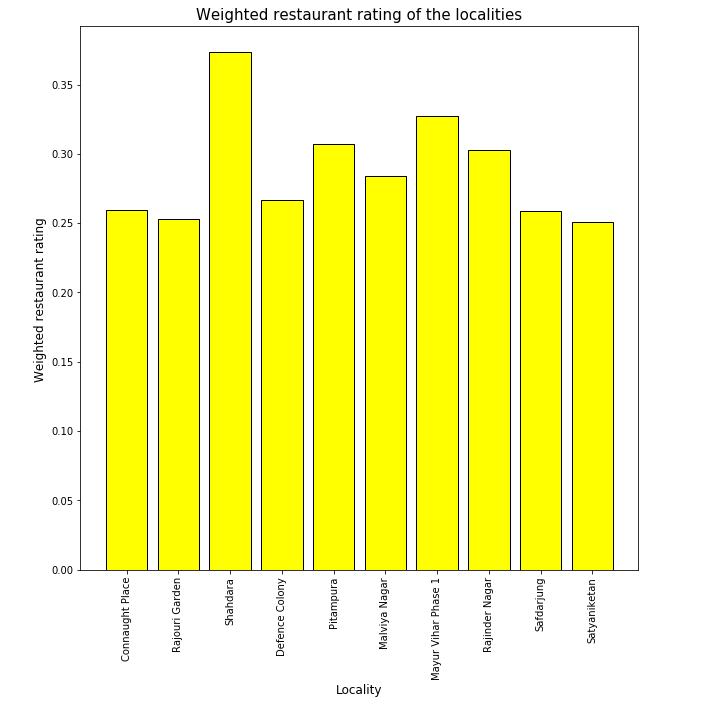 Weighted restaurant rating of the localities
Weighted restaurant rating
0.35
0.30
0.25
0.20
0.15
0.10
0.05
0.00
Connaught Place
Rajouri Garden
Shahdara
Defence Colony
Pitampura
Malviya Nagar
Mayur Vihar Phase 1
Rajinder Nagar
Safdarjung
Satyaniketan
Locality